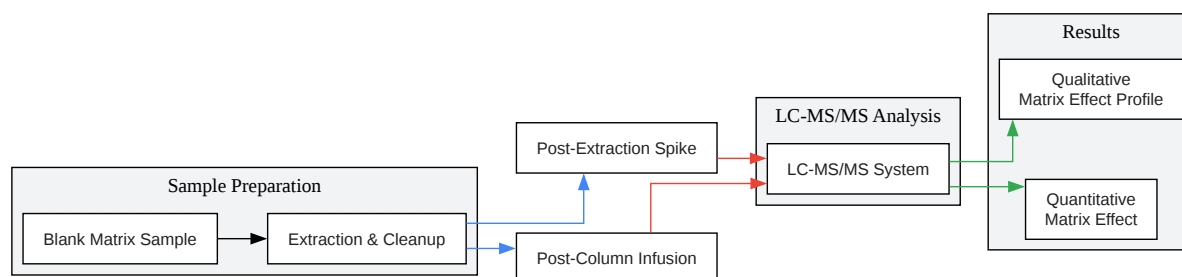 Sample Preparation
Blank Matrix Sample
Extraction & Cleanup
Post-Extraction Spike
Post-Column Infusion
LC-MS/MS Analysis
LC-MS/MS System
Results
Qualitative
Matrix Effect Profile
Quantitative
Matrix Effect